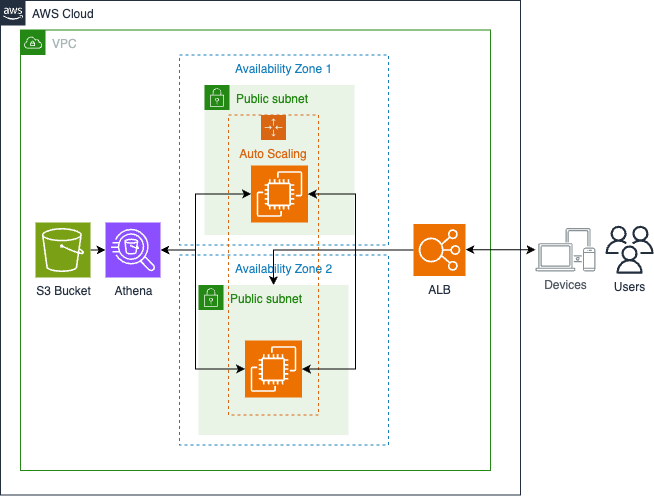 aws
AWS Cloud
VPC
Availability Zone 1
Public subnet
Auto Scaling
S3 Bucket
Athena
Availability Zone 2
Public subnet
ALB
Devices
Users